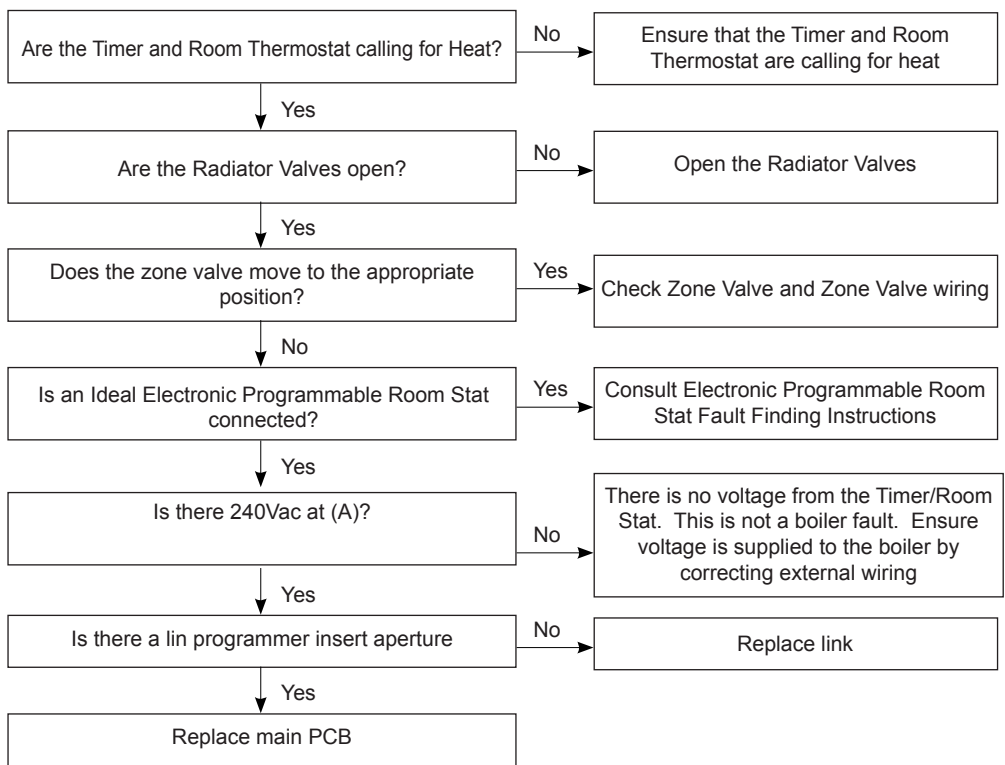 Are the Timer and Room Thermostat calling for Heat?
No
Ensure that the Timer and Room
Thermostat are calling for heat
Yes
Are the Radiator Valves open?
No
Open the Radiator Valves
Yes
Does the zone valve move to the appropriate
position?
Yes
Check Zone Valve and Zone Valve wiring
No
Is an Ideal Electronic Programmable Room Stat
connected?
Yes
Consult Electronic Programmable Room
Stat Fault Finding Instructions
Yes
Is there 240Vac at (A)?
No
There is no voltage from the Timer/Room
Stat. This is not a boiler fault. Ensure
voltage is supplied to the boiler by
correcting external wiring
Yes
Is there a lin programmer insert aperture
No
Replace link
Yes
Replace main PCB